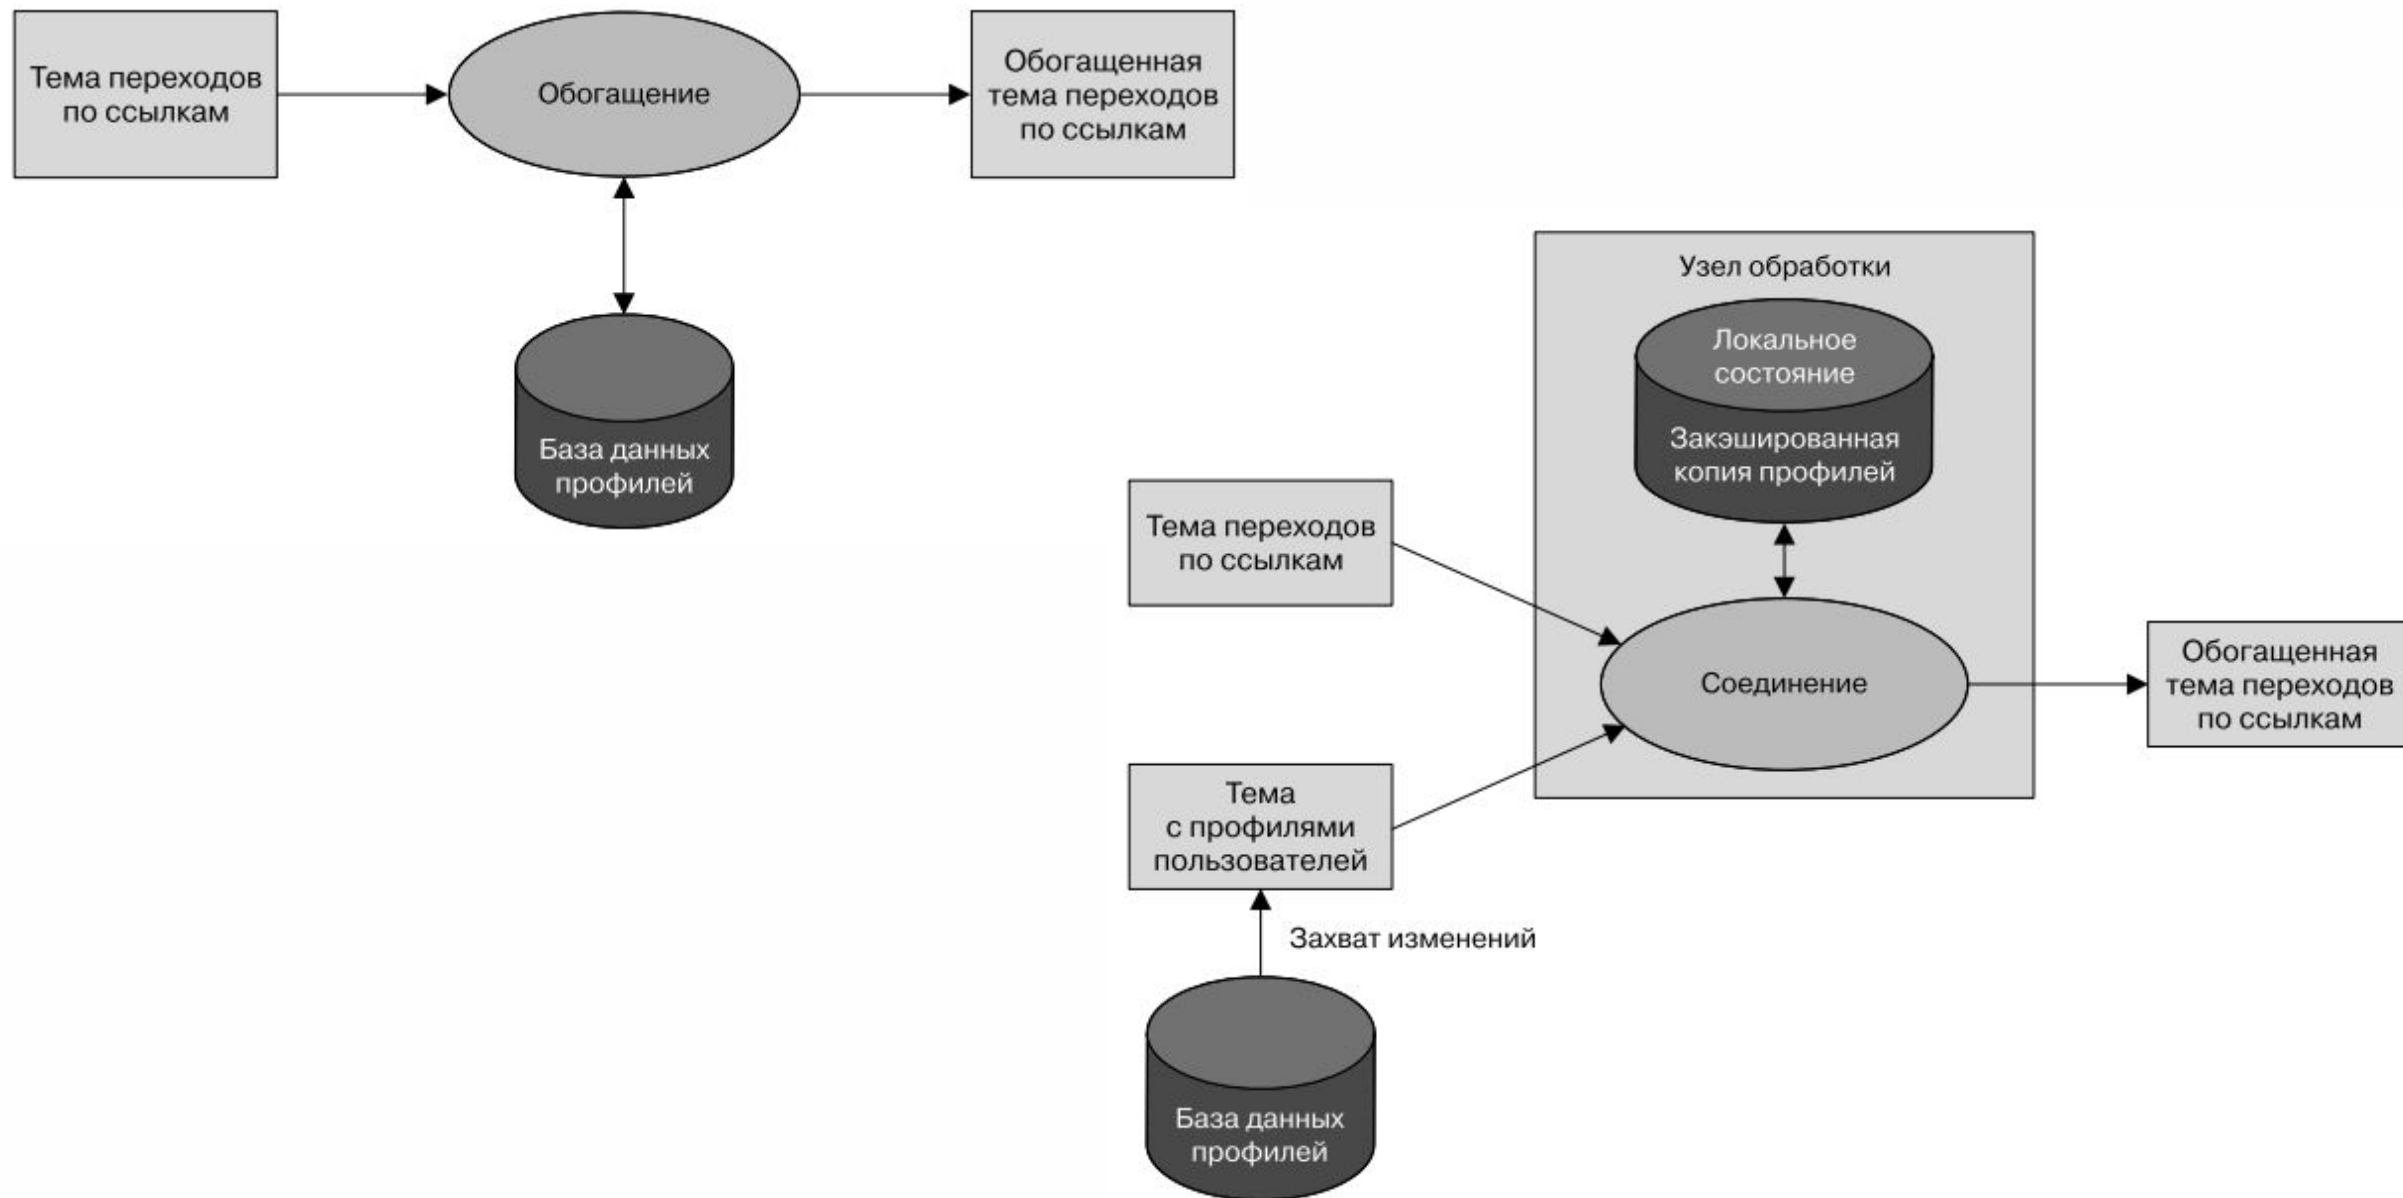 Тема переходов
по ссылкам
Обогащение
Обогащенная
тема переходов
по ссылкам
База данных
профилей
Узел обработки
Локальное
состояние
Закэшированная
копия профилей
Тема переходов
по ссылкам
Соединение
Обогащенная
тема переходов
по ссылкам
Тема
с профилями
пользователей
Захват изменений
База данных
профилей